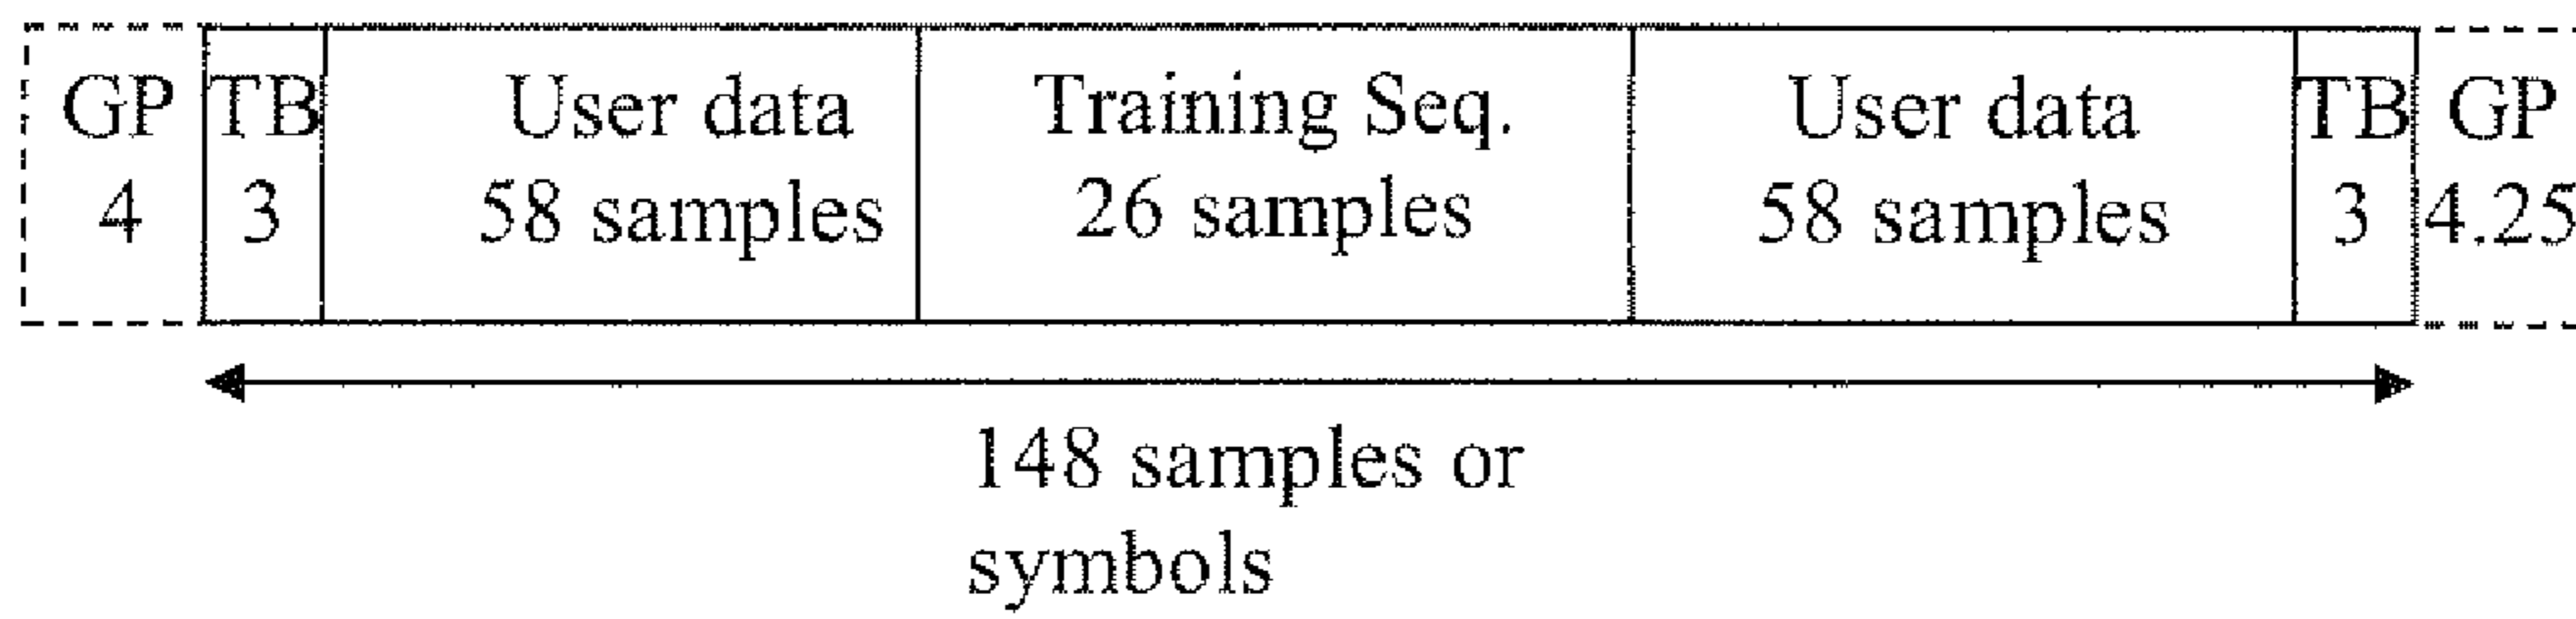 GP TB User data Training Seq. User data TB GP
4 3 58 samples 26 samples 58 samples 3 4.25
148 samples or
symbols